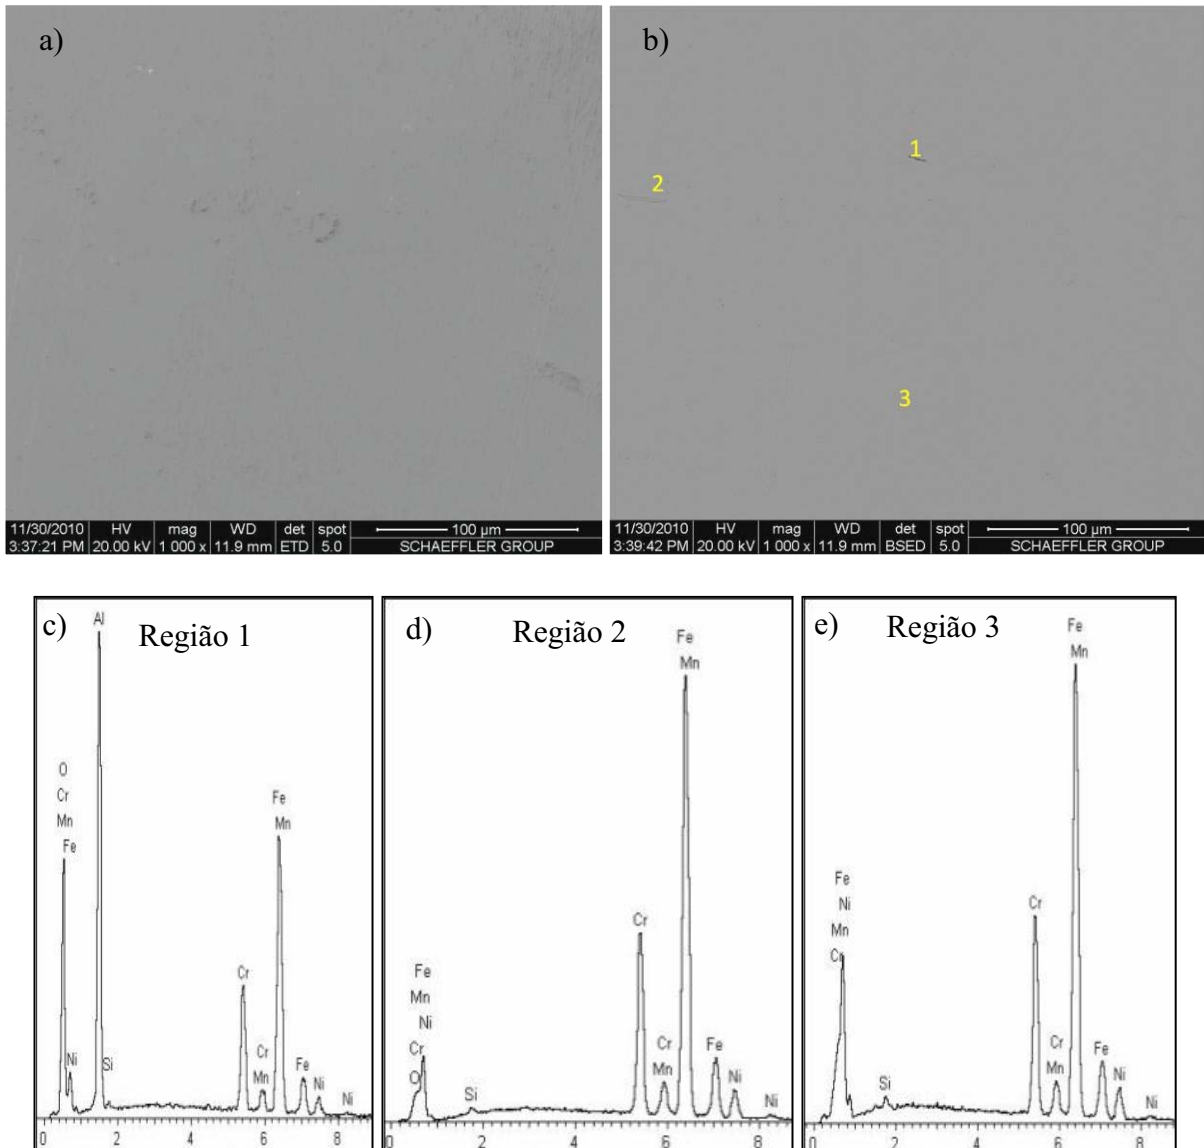 a)
11/30/2010 HV mag WD det spot 100 µm
3:37:21 PM 20.00 kV 1 000 x 11.9 mm ETD 5.0 SCHAEFFLER GROUP
b)
1
2
3
11/30/2010 HV mag WD det spot 100 µm
3:39:42 PM 20.00 kV 1 000 x 11.9 mm BSED 5.0 SCHAEFFLER GROUP
c) Região 1
Al
O
Cr
Mn
Fe
Ni
Si
Cr
Cr
Mn
Fe
Mn
Fe
Ni
Ni
0 2 4 6 8
d) Região 2
Fe
Mn
Ni
Cr
O
Si
Cr
Cr
Mn
Fe
Mn
Fe
Ni
Ni
0 2 4 6 8
e) Região 3
Fe
Ni
Mn
Cr
Si
Cr
Cr
Mn
Fe
Mn
Fe
Ni
Ni
0 2 4 6 8